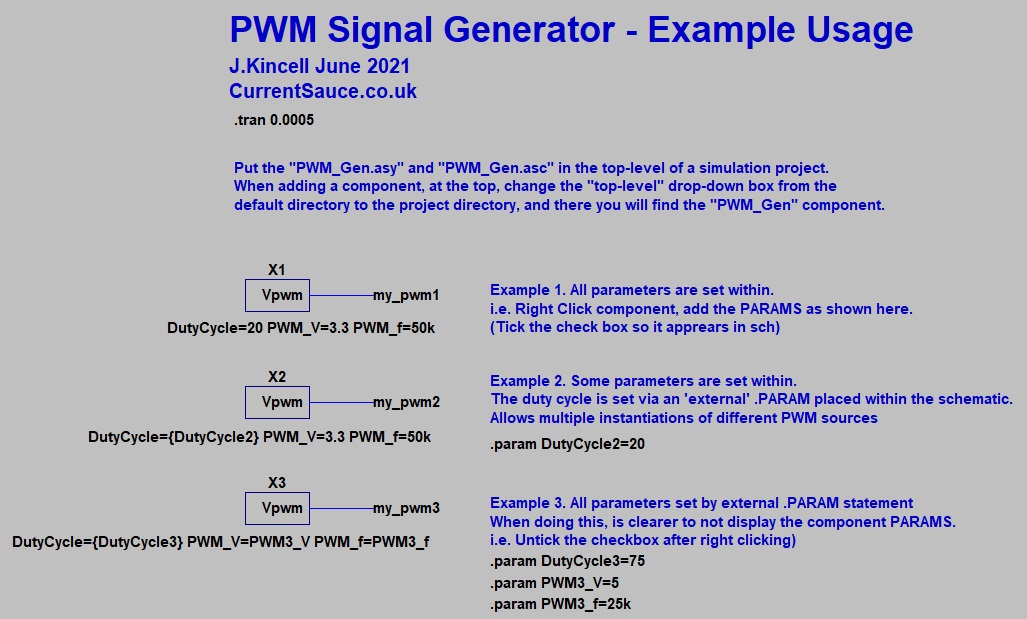 PWM Signal Generator - Example Usage
J.Kincell June 2021
CurrentSauce.co.uk
.tran 0.0005
Put the "PWM_Gen.asy" and "PWM_Gen.asc" in the top-level of a simulation project.
When adding a component, at the top, change the "top-level" drop-down box from the
default directory to the project directory, and there you will find the "PWM_Gen" component.
X1
Vpwm
my_pwm1
DutyCycle=20 PWM_V=3.3 PWM_f=50k
Example 1. All parameters are set within.
i.e. Right Click component, add the PARAMS as shown here.
(Tick the check box so it apprears in sch)
X2
Vpwm
my_pwm2
DutyCycle={DutyCycle2} PWM_V=3.3 PWM_f=50k
Example 2. Some parameters are set within.
The duty cycle is set via an 'external' .PARAM placed within the schematic.
Allows multiple instantiations of different PWM sources
.param DutyCycle2=20
X3
Vpwm
my_pwm3
DutyCycle={DutyCycle3} PWM_V=PWM3_V PWM_f=PWM3_f
Example 3. All parameters set by external .PARAM statement
When doing this, is clearer to not display the component PARAMS.
i.e. Untick the checkbox after right clicking)
.param DutyCycle3=75
.param PWM3_V=5
.param PWM3_f=25k